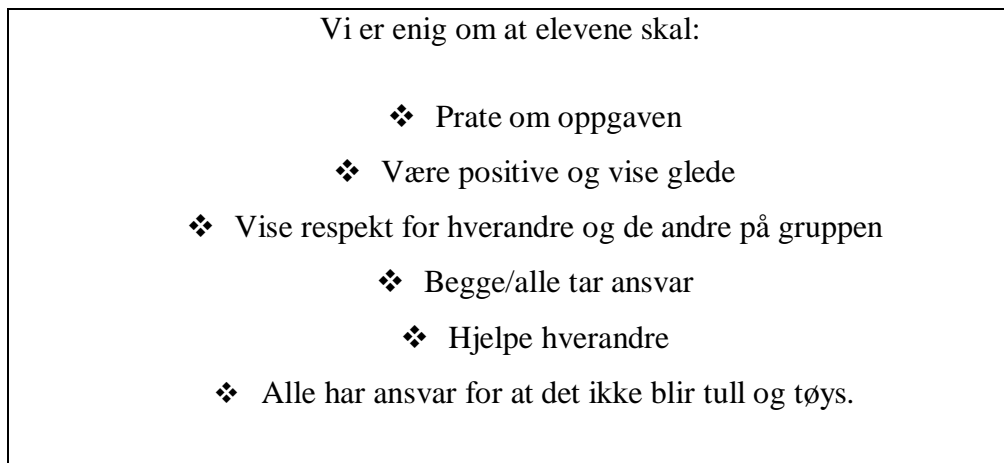 Vi er enig om at elevene skal:
❖ Prate om oppgaven
❖ Være positive og vise glede
❖ Vise respekt for hverandre og de andre på gruppen
❖ Begge/alle tar ansvar
❖ Hjelpe hverandre
❖ Alle har ansvar for at det ikke blir tull og tøys.